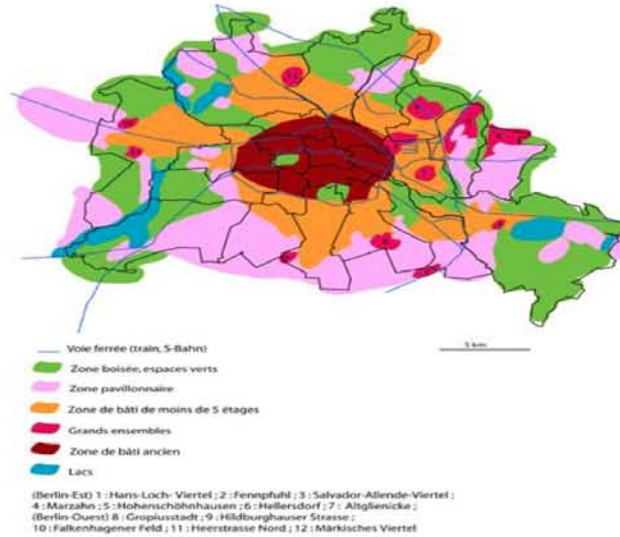 5 km
Voie ferrée (train, S-Bahn)
Zone boisée, espaces verts
Zone pavillonnaire
Zone de bâti de moins de 5 étages
Grands ensembles
Zone de bâti ancien
Lacs
(Berlin-Est) 1 : Hans-Loch- Viertel ; 2 : Fennpfuhl ; 3 : Salvador-Allende-Viertel ;
4 : Marzahn ; 5 : Hohenschönhnausen ; 6 : Hellersdorf ; 7 : Altglienicke ;
(Berlin-Ouest) 8 : Gropiusstadt ; 9 : Hildburghauser Strasse ;
10 : Falkenhagener Feld ; 11 : Heerstrasse Nord ; 12 : Märkisches Viertel